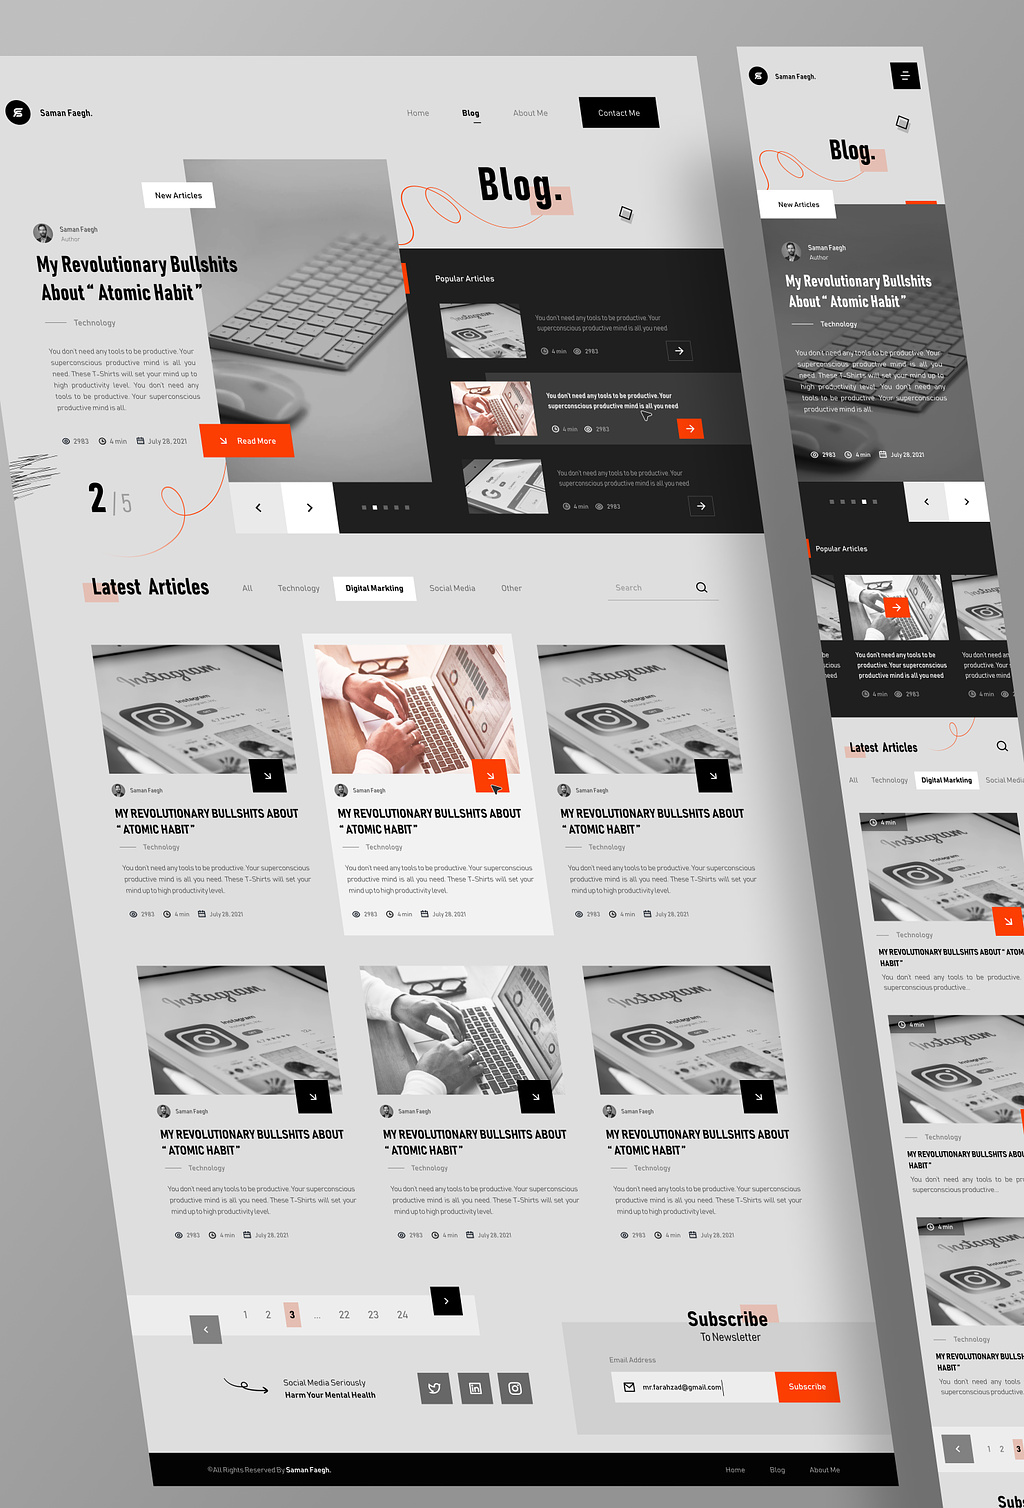 Saman Faegh.
Home
Blog
About Me
Contact Me
Blog.
New Articles
Saman Faegh
Author
My Revolutionary Bullshits
About “ Atomic Habit ”
Technology
You don't need any tools to be productive. Your
superconscious productive mind is all you
need. These T-Shirts will set your mind up to
high productivity level. You don't need any
tools to be productive. Your superconscious
productive mind is all.
2983
4 min
July 28, 2021
Read More
2 / 5
Popular Articles
You don't need any tools to be productive. Your
superconscious productive mind is all you need
4 min
2983
You don't need any tools to be productive. Your
superconscious productive mind is all you need
4 min
2983
You don't need any tools to be productive. Your
superconscious productive mind is all you need
4 min
2983
Latest Articles
All
Technology
Digital Markting
Social Media
Other
Search
Instagram
Instagram
Saman Faegh
MY REVOLUTIONARY BULLSHITS ABOUT
“ ATOMIC HABIT ”
Technology
You don't need any tools to be productive. Your superconscious
productive mind is all you need. These T-Shirts will set your
mind up to high productivity level.
2983
4 min
July 28, 2021
Saman Faegh
MY REVOLUTIONARY BULLSHITS ABOUT
“ ATOMIC HABIT ”
Technology
You don't need any tools to be productive. Your superconscious
productive mind is all you need. These T-Shirts will set your
mind up to high productivity level.
2983
4 min
July 28, 2021
Instagram
Instagram
Saman Faegh
MY REVOLUTIONARY BULLSHITS ABOUT
“ ATOMIC HABIT ”
Technology
You don't need any tools to be productive. Your superconscious
productive mind is all you need. These T-Shirts will set your
mind up to high productivity level.
2983
4 min
July 28, 2021
Instagram
Instagram
Saman Faegh
MY REVOLUTIONARY BULLSHITS ABOUT
“ ATOMIC HABIT ”
Technology
You don't need any tools to be productive. Your superconscious
productive mind is all you need. These T-Shirts will set your
mind up to high productivity level.
2983
4 min
July 28, 2021
Saman Faegh
MY REVOLUTIONARY BULLSHITS ABOUT
“ ATOMIC HABIT ”
Technology
You don't need any tools to be productive. Your superconscious
productive mind is all you need. These T-Shirts will set your
mind up to high productivity level.
2983
4 min
July 28, 2021
Instagram
Instagram
Saman Faegh
MY REVOLUTIONARY BULLSHITS ABOUT
“ ATOMIC HABIT ”
Technology
You don't need any tools to be productive. Your superconscious
productive mind is all you need. These T-Shirts will set your
mind up to high productivity level.
2983
4 min
July 28, 2021
1 2 3 ... 22 23 24
Social Media Seriously
Harm Your Mental Health
Subscribe
To Newsletter
Email Address
mr.farahzad@gmail.com
Subscribe
©All Rights Reserved By Saman Faegh.
Home
Blog
About Me
Saman Faegh.
Blog.
New Articles
Saman Faegh
Author
My Revolutionary Bullshits
About “ Atomic Habit ”
Technology
You don't need any tools to be productive. Your
superconscious productive mind is all you
need. These T-Shirts will set your mind up to
high productivity level. You don't need any
tools to be productive. Your superconscious
productive mind is all.
2983
4 min
July 28, 2021
Popular Articles
be
cious
need
You don't need any tools to be
productive. Your superconscious
productive mind is all you need
4 min
2983
You don't need an
productive. Your
productive mind
4 min
Latest Articles
All
Technology
Digital Markting
Social Media
4 min
Instagram
Technology
MY REVOLUTIONARY BULLSHITS ABOUT “ ATOM
HABIT ”
You don't need any tools to be productive.
superconscious productive...
4 min
Instagram
Technology
MY REVOLUTIONARY BULLSHITS ABOU
HABIT ”
You don't need any tools to be pr
superconscious productive...
4 min
Instagram
Technology
MY REVOLUTIONARY BULLSH
HABIT ”
You don't need any tools
superconscious productive
1 2 3
Subs